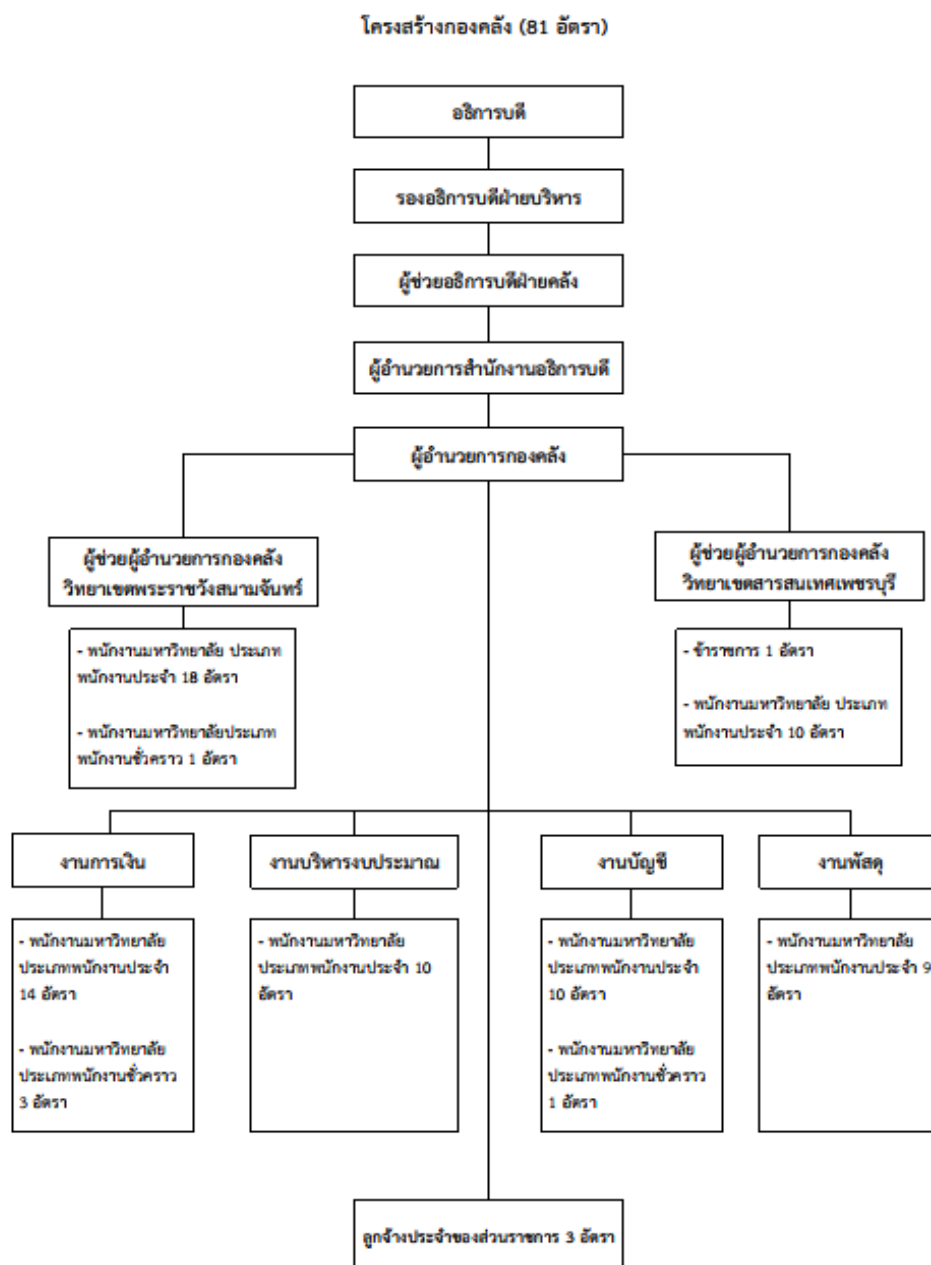 โครงสร้างกองคลัง (81 อัตรา)
อธิการบดี
รองอธิการบดีฝ่ายบริหาร
ผู้ช่วยอธิการบดีฝ่ายคลัง
ผู้อำนวยการสำนักงานอธิการบดี
ผู้อำนวยการกองคลัง
ผู้ช่วยผู้อำนวยการกองคลัง
วิทยาเขตพระราชวังสนามจันทร์
- พนักงานมหาวิทยาลัย ประเภท
พนักงานประจำ 18 อัตรา
- พนักงานมหาวิทยาลัยประเภท
พนักงานชั่วคราว 1 อัตรา
ผู้ช่วยผู้อำนวยการกองคลัง
วิทยาเขตสารสนเทศเพชรบุรี
- ข้าราชการ 1 อัตรา
- พนักงานมหาวิทยาลัย ประเภท
พนักงานประจำ 10 อัตรา
งานการเงิน
- พนักงานมหาวิทยาลัย
ประเภทพนักงานประจำ
14 อัตรา
- พนักงานมหาวิทยาลัย
ประเภทพนักงานชั่วคราว
3 อัตรา
งานบริหารงบประมาณ
- พนักงานมหาวิทยาลัย
ประเภทพนักงานประจำ 10
อัตรา
งานบัญชี
- พนักงานมหาวิทยาลัย
ประเภทพนักงานประจำ
10 อัตรา
- พนักงานมหาวิทยาลัย
ประเภทพนักงานชั่วคราว
1 อัตรา
งานพัสดุ
- พนักงานมหาวิทยาลัย
ประเภทพนักงานประจำ 9
อัตรา
ลูกจ้างประจำของส่วนราชการ 3 อัตรา